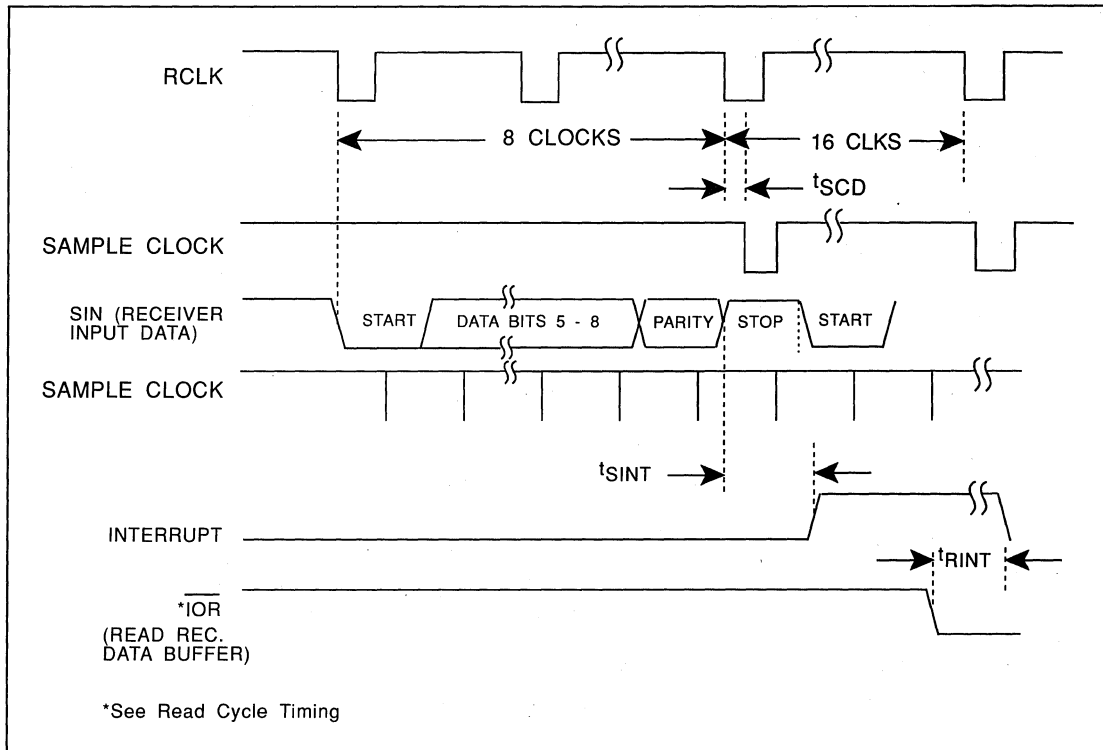 RCLK
8 CLOCKS
16 CLKS
tSCD
SAMPLE CLOCK
SIN (RECEIVER
INPUT DATA)
START
DATA BITS 5 - 8
PARITY
STOP
START
SAMPLE CLOCK
tSINT
INTERRUPT
tRINT
*IOR
(READ REC.
DATA BUFFER)
*See Read Cycle Timing